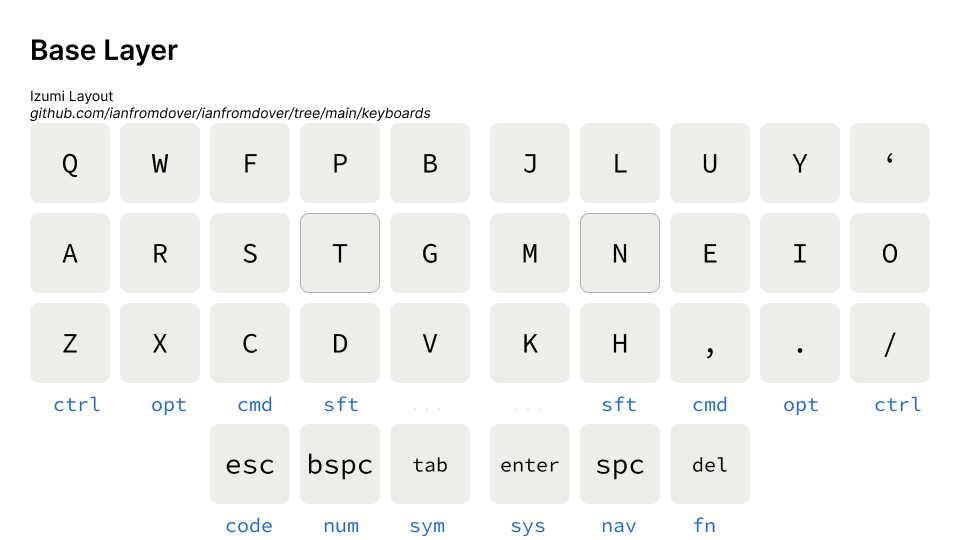 Base Layer
Izumi Layout
github.com/ianfromdover/ianfromdover/tree/main/keyboards
Q W F P B J L U Y ‘
A R S T G M N E I O
Z X C D V K H , . /
ctrl opt cmd sft ... ... sft cmd opt ctrl
esc bspc tab enter spc del
code num sym sys nav fn